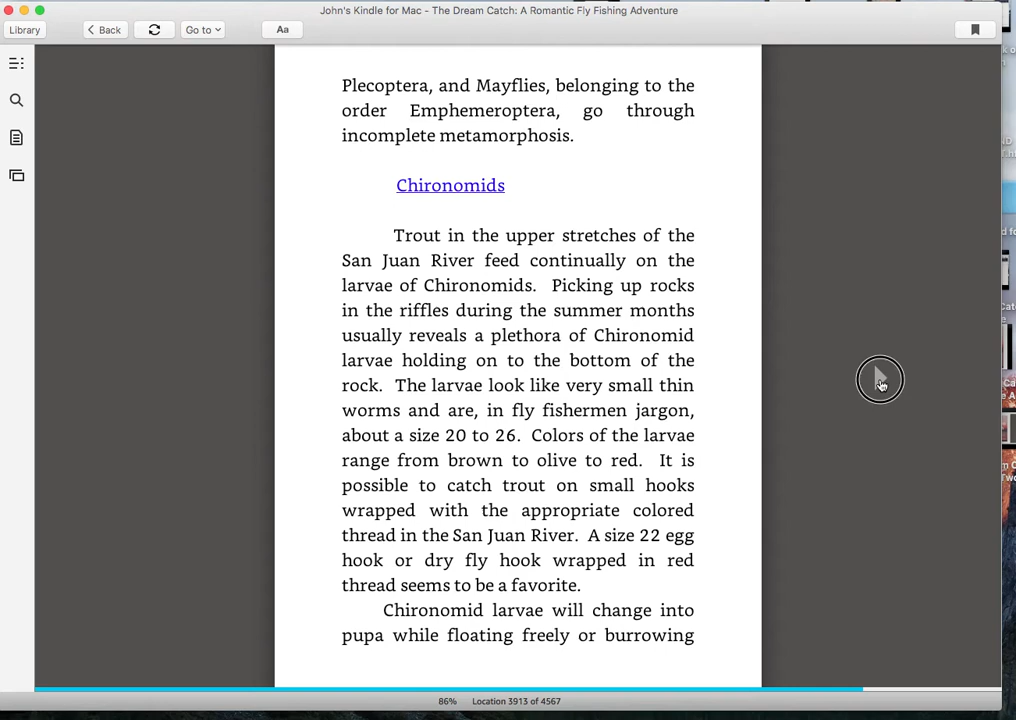 John's Kindle for Mac - The Dream Catch: A Romantic Fly Fishing Adventure
Library
Back
Go to
Aa
Plecoptera, and Mayflies, belonging to the
order Emphemeroptera, go through
incomplete metamorphosis.
Chironomids
Trout in the upper stretches of the
San Juan River feed continually on the
larvae of Chironomids. Picking up rocks
in the riffles during the summer months
usually reveals a plethora of Chironomid
larvae holding on to the bottom of the
rock. The larvae look like very small thin
worms and are, in fly fishermen jargon,
about a size 20 to 26. Colors of the larvae
range from brown to olive to red. It is
possible to catch trout on small hooks
wrapped with the appropriate colored
thread in the San Juan River. A size 22 egg
hook or dry fly hook wrapped in red
thread seems to be a favorite.
Chironomid larvae will change into
pupa while floating freely or burrowing
86% Location 3913 of 4567